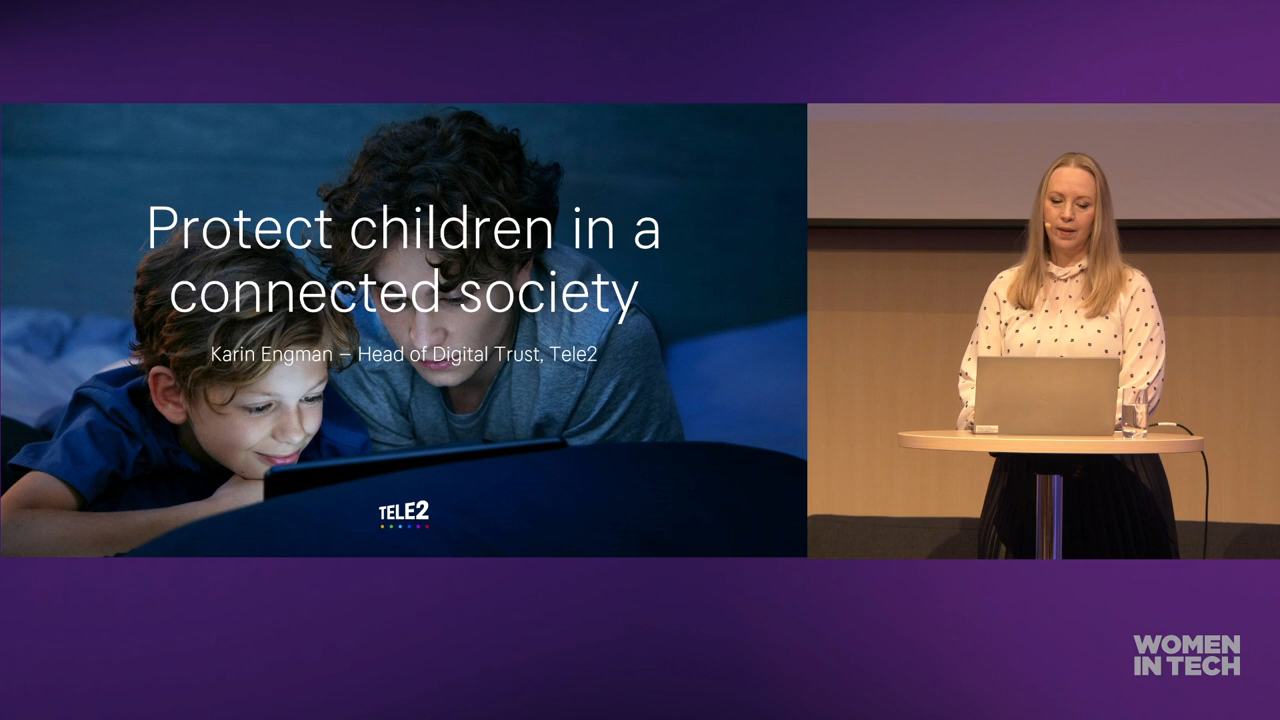 Protect children in a
connected society
Karin Engman – Head of Digital Trust, Tele2
TELE2
WOMEN
IN TECH